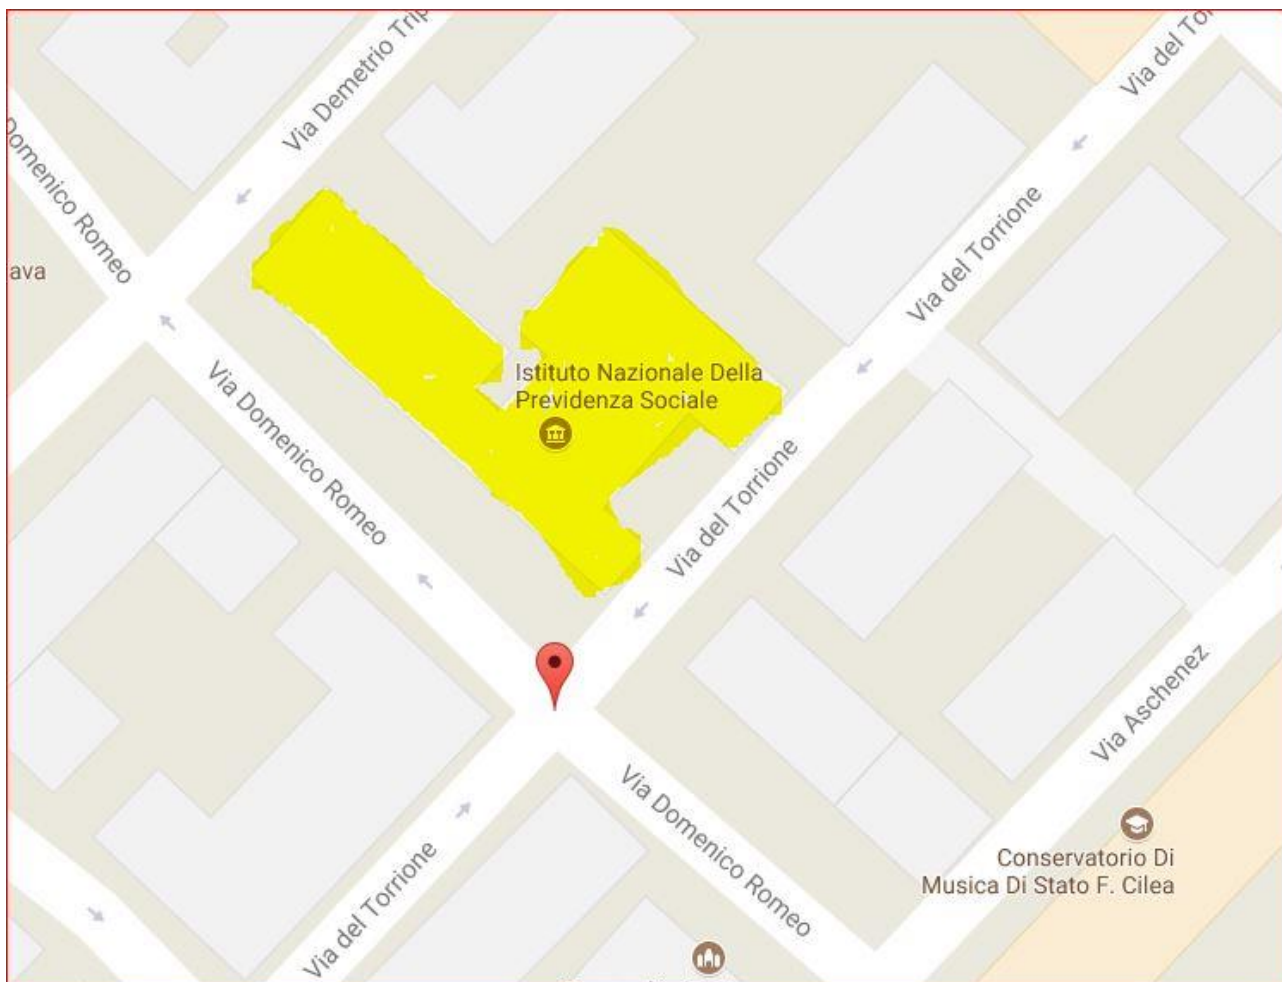 Via Demetrio Trip
Via del Tor
Via del Torrione
Domenico Romeo
ava
Istituto Nazionale Della
Previdenza Sociale
Via Domenico Romeo
Via del Torrione
Via Aschenez
Via Domenico Romeo
Conservatorio Di
Musica Di Stato F. Cilea
Via del Torrione